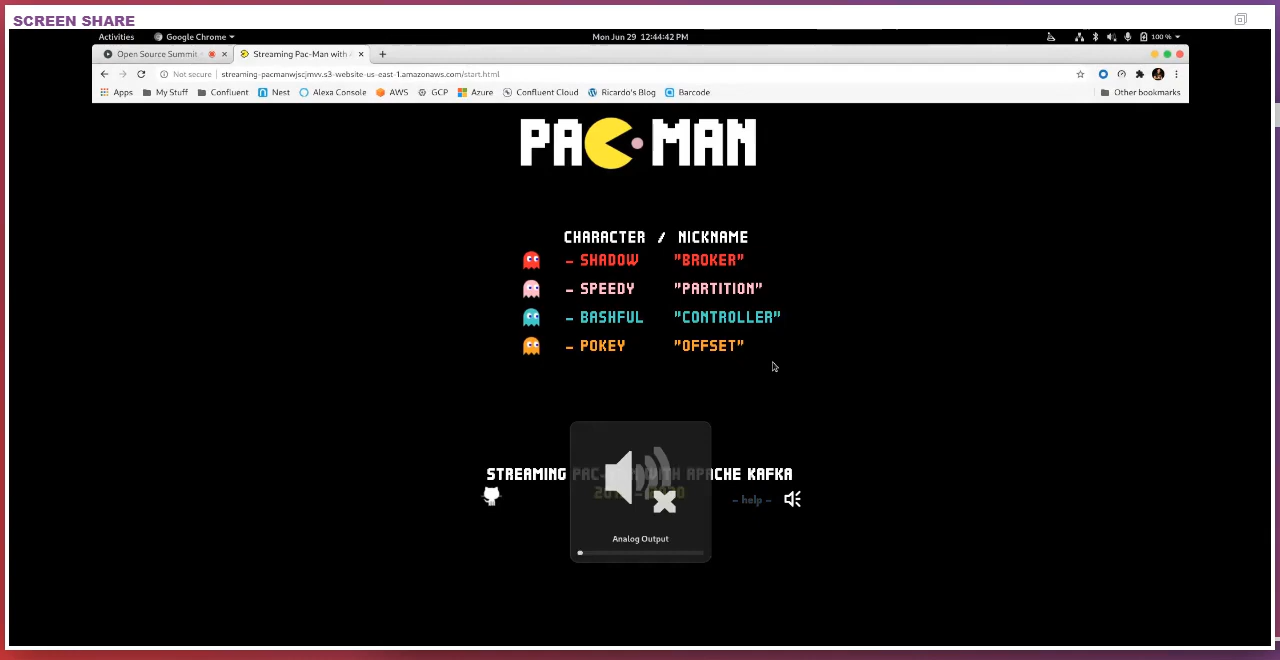 SCREEN SHARE
Activities Google Chrome Mon Jun 29 12:44:42 PM 100 %
Open Source Summit Streaming Pac-Man with
Not secure | streaming-pacmanwjscjmvv.s3-website-us-east-1.amazonaws.com/start.html
Apps My Stuff Confluent Nest Alexa Console AWS GCP Azure Confluent Cloud Ricardo's Blog Barcode Other bookmarks
PAC-MAN
CHARACTER / NICKNAME
- SHADOW "BROKER"
- SPEEDY "PARTITION"
- BASHFUL "CONTROLLER"
- POKEY "OFFSET"
STREAMING PAC-MAN WITH APACHE KAFKA
- help -
Analog Output